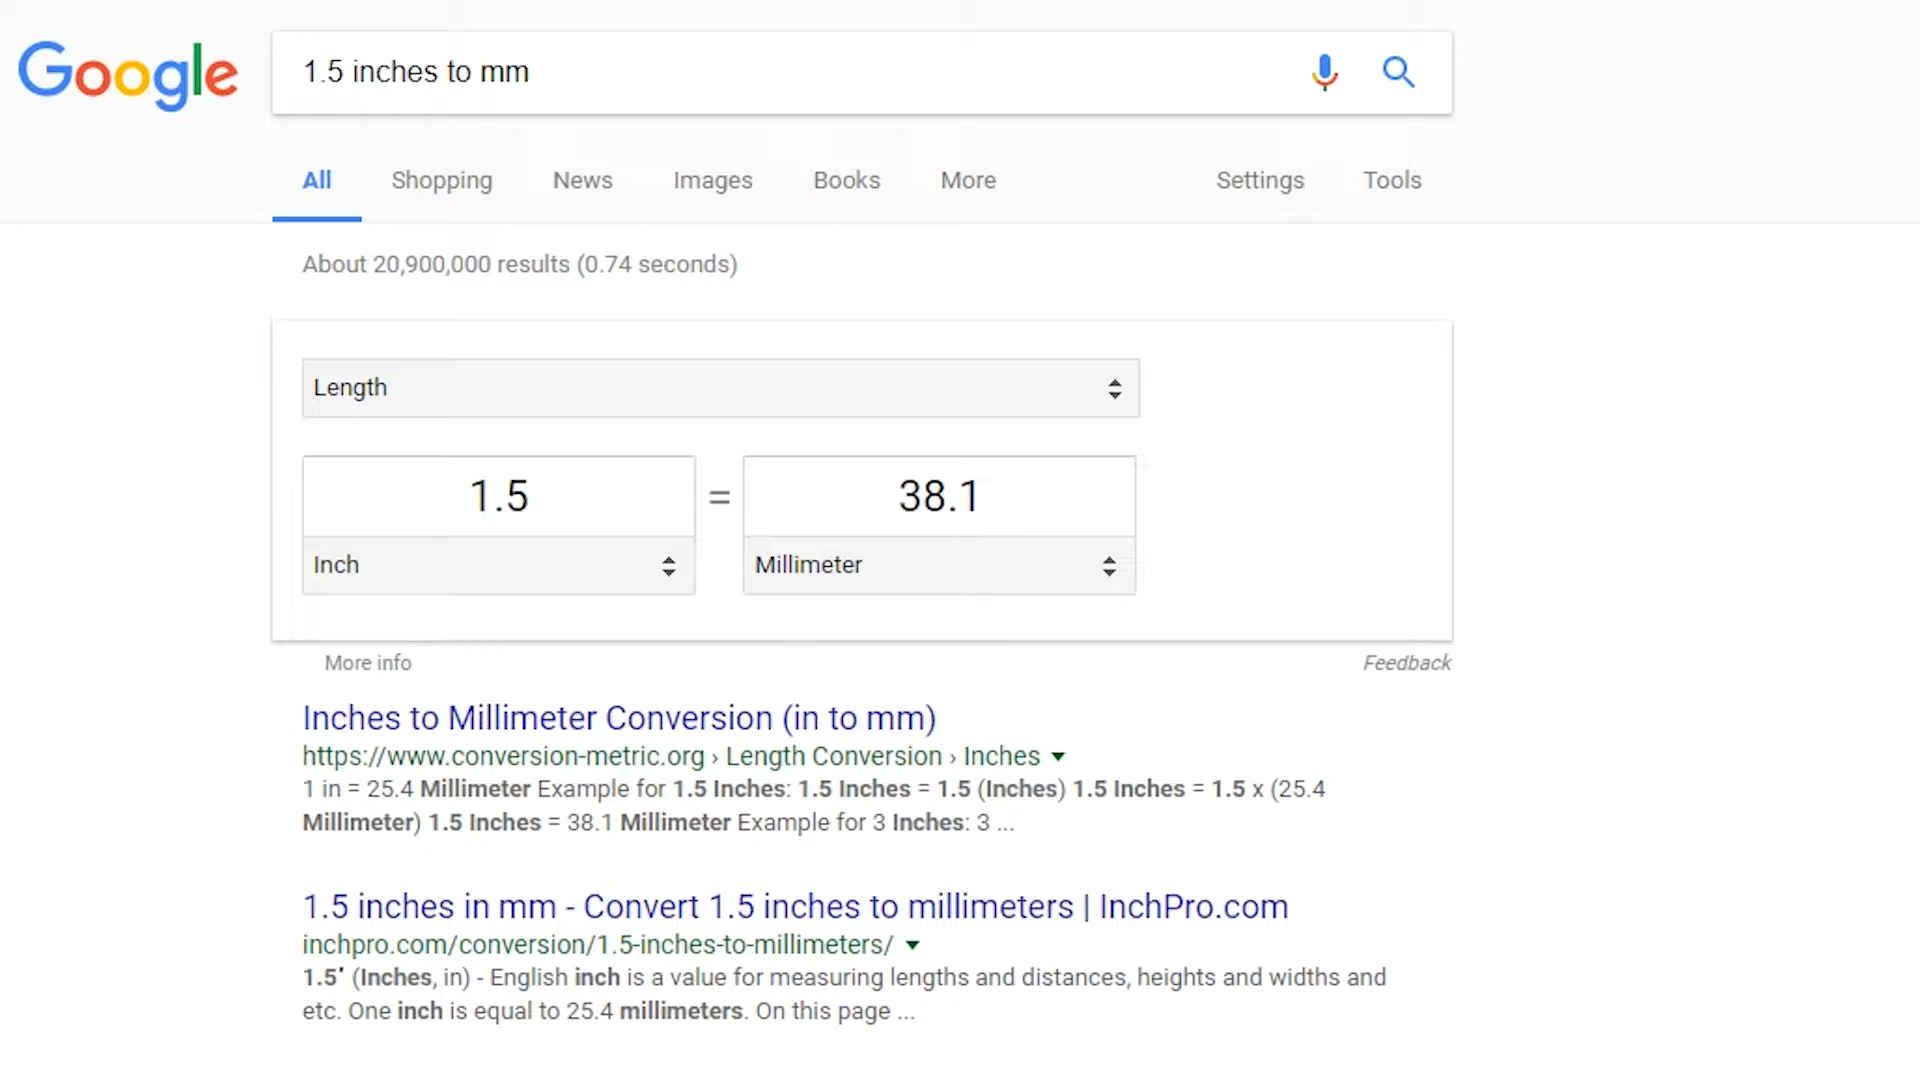 Google
1.5 inches to mm
All Shopping News Images Books More Settings Tools
About 20,900,000 results (0.74 seconds)
Length
1.5 = 38.1
Inch Millimeter
More info Feedback
Inches to Millimeter Conversion (in to mm)
https://www.conversion-metric.org › Length Conversion › Inches
1 in = 25.4 Millimeter Example for 1.5 Inches: 1.5 Inches = 1.5 (Inches) 1.5 Inches = 1.5 x (25.4
Millimeter) 1.5 Inches = 38.1 Millimeter Example for 3 Inches: 3 ...
1.5 inches in mm - Convert 1.5 inches to millimeters | InchPro.com
inchpro.com/conversion/1.5-inches-to-millimeters/
1.5′ (Inches, in) - English inch is a value for measuring lengths and distances, heights and widths and
etc. One inch is equal to 25.4 millimeters. On this page ...